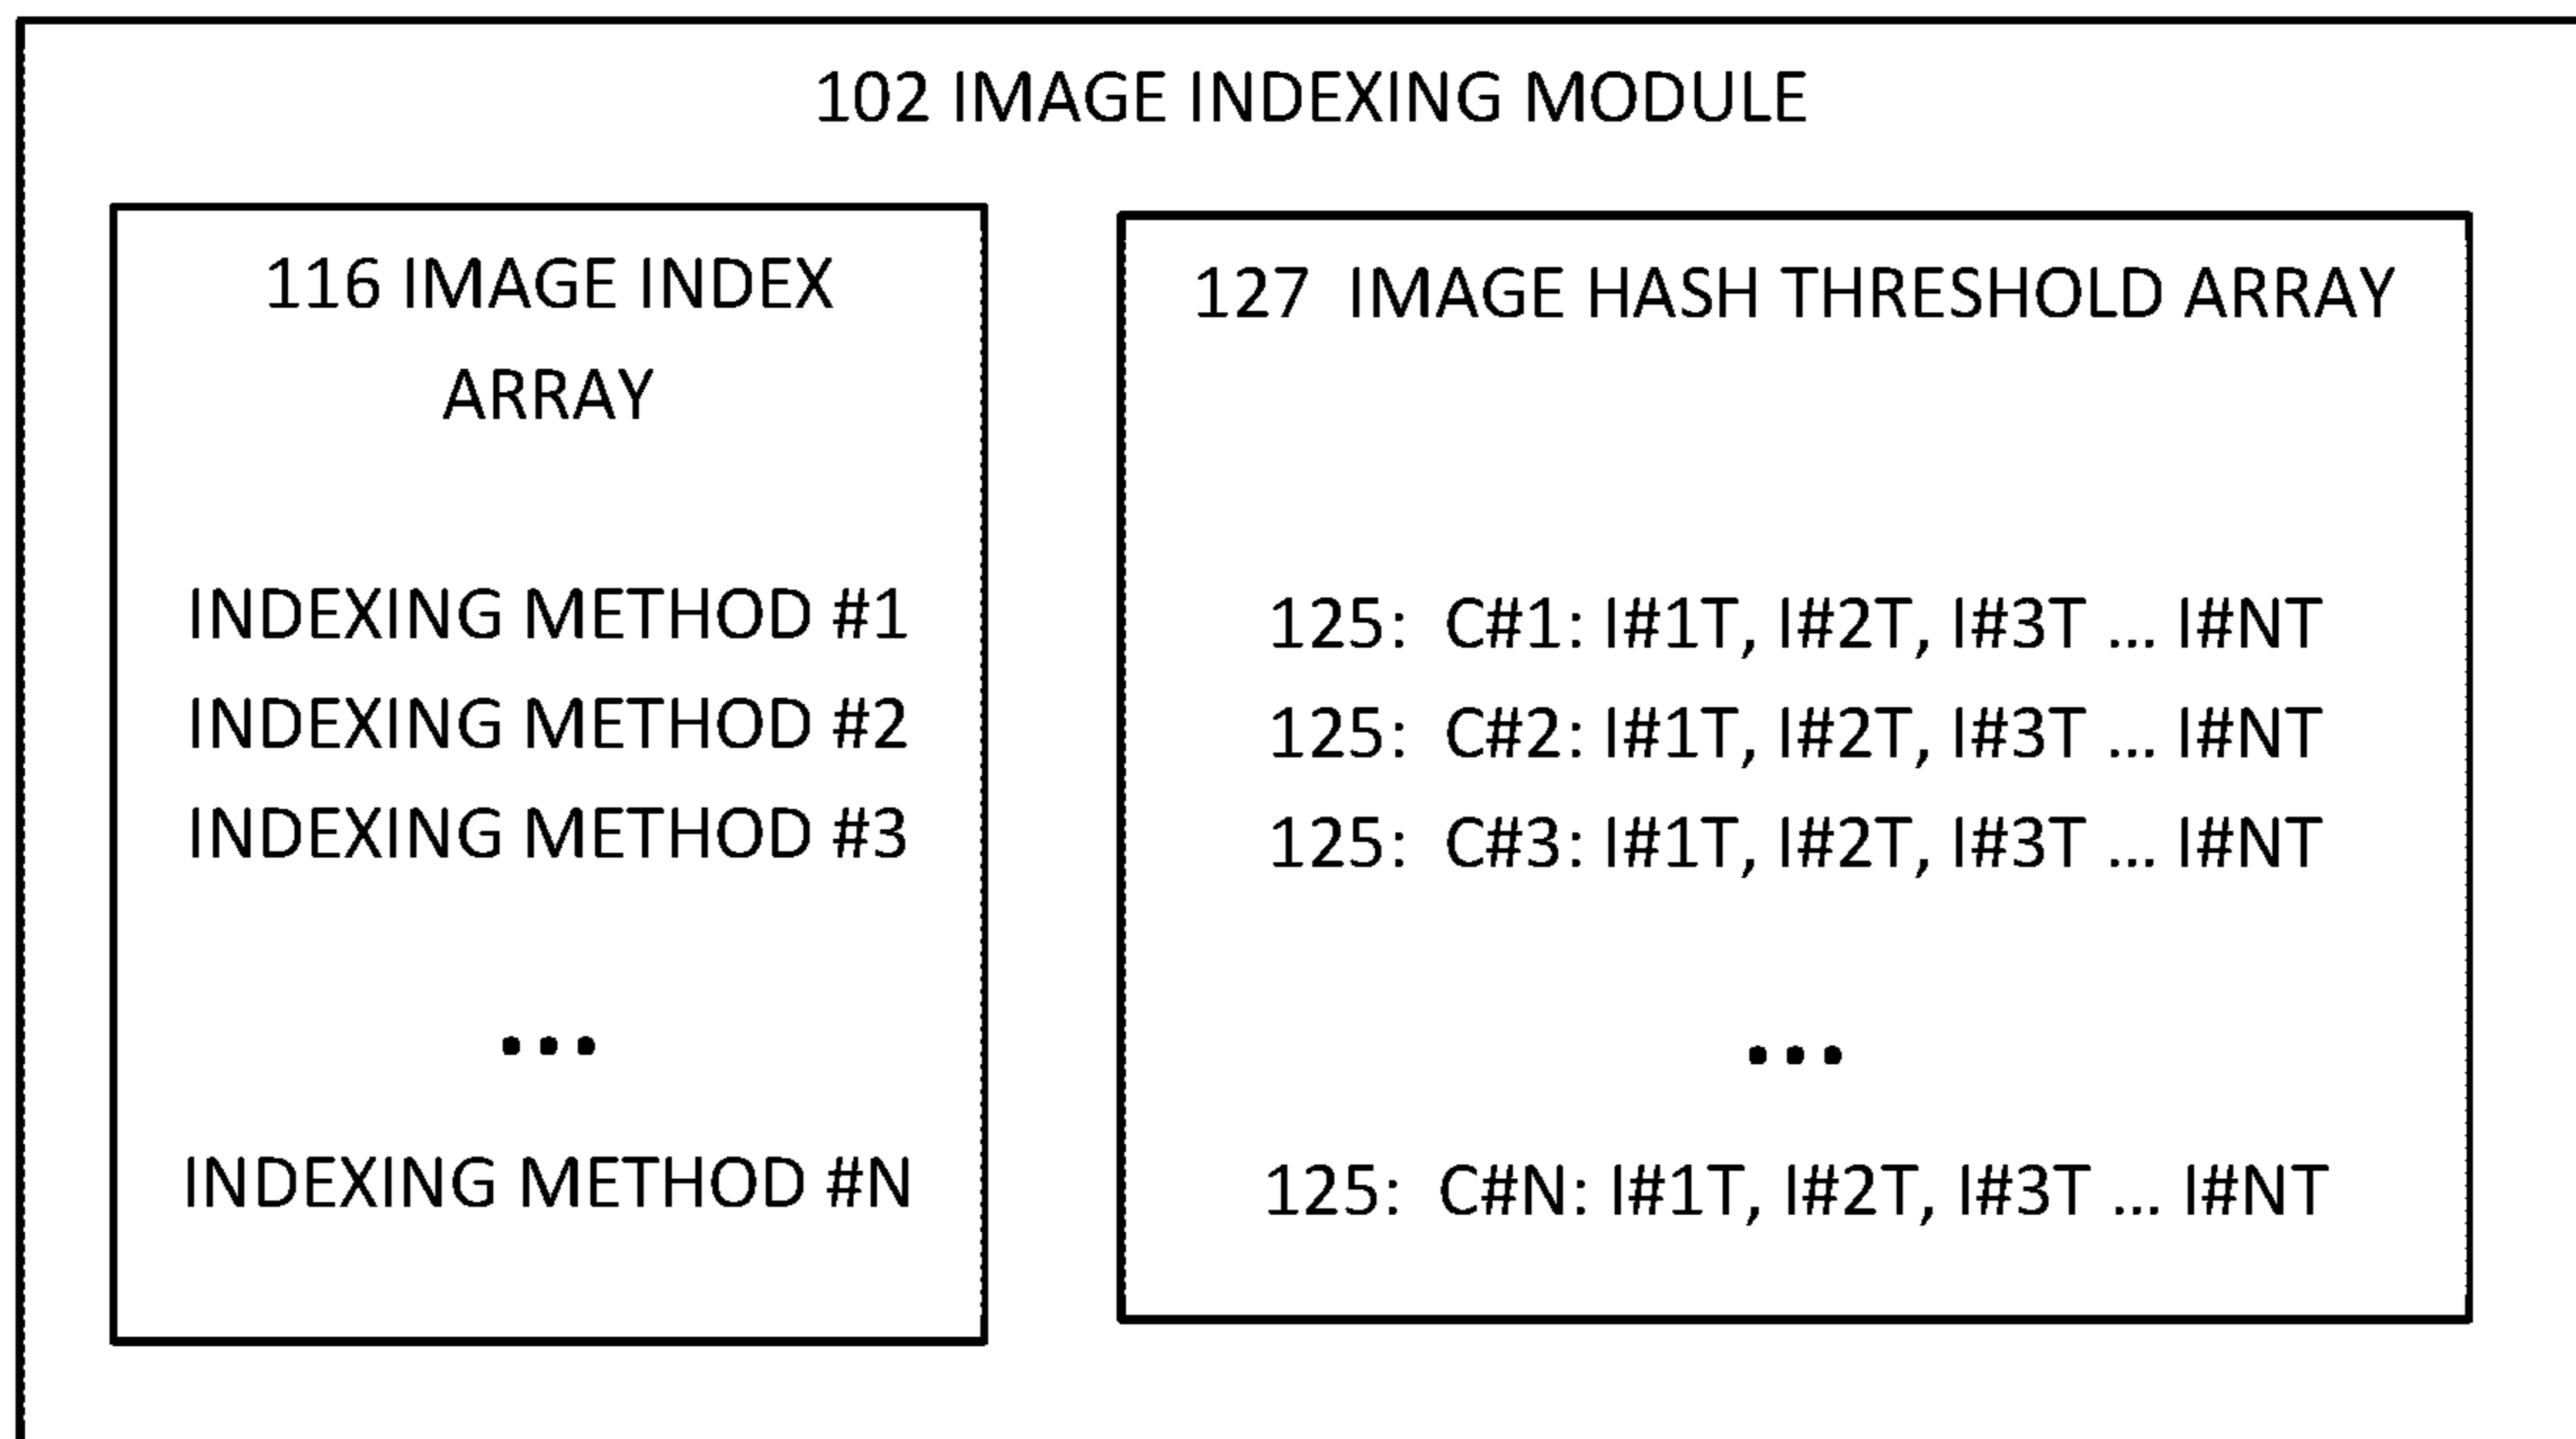 102 IMAGE INDEXING MODULE
116 IMAGE INDEX
ARRAY
INDEXING METHOD #1
INDEXING METHOD #2
INDEXING METHOD #3
...
INDEXING METHOD #N
127  IMAGE HASH THRESHOLD ARRAY
125:  C#1: I#1T, I#2T, I#3T ... I#NT
125:  C#2: I#1T, I#2T, I#3T ... I#NT
125:  C#3: I#1T, I#2T, I#3T ... I#NT
...
125:  C#N: I#1T, I#2T, I#3T ... I#NT